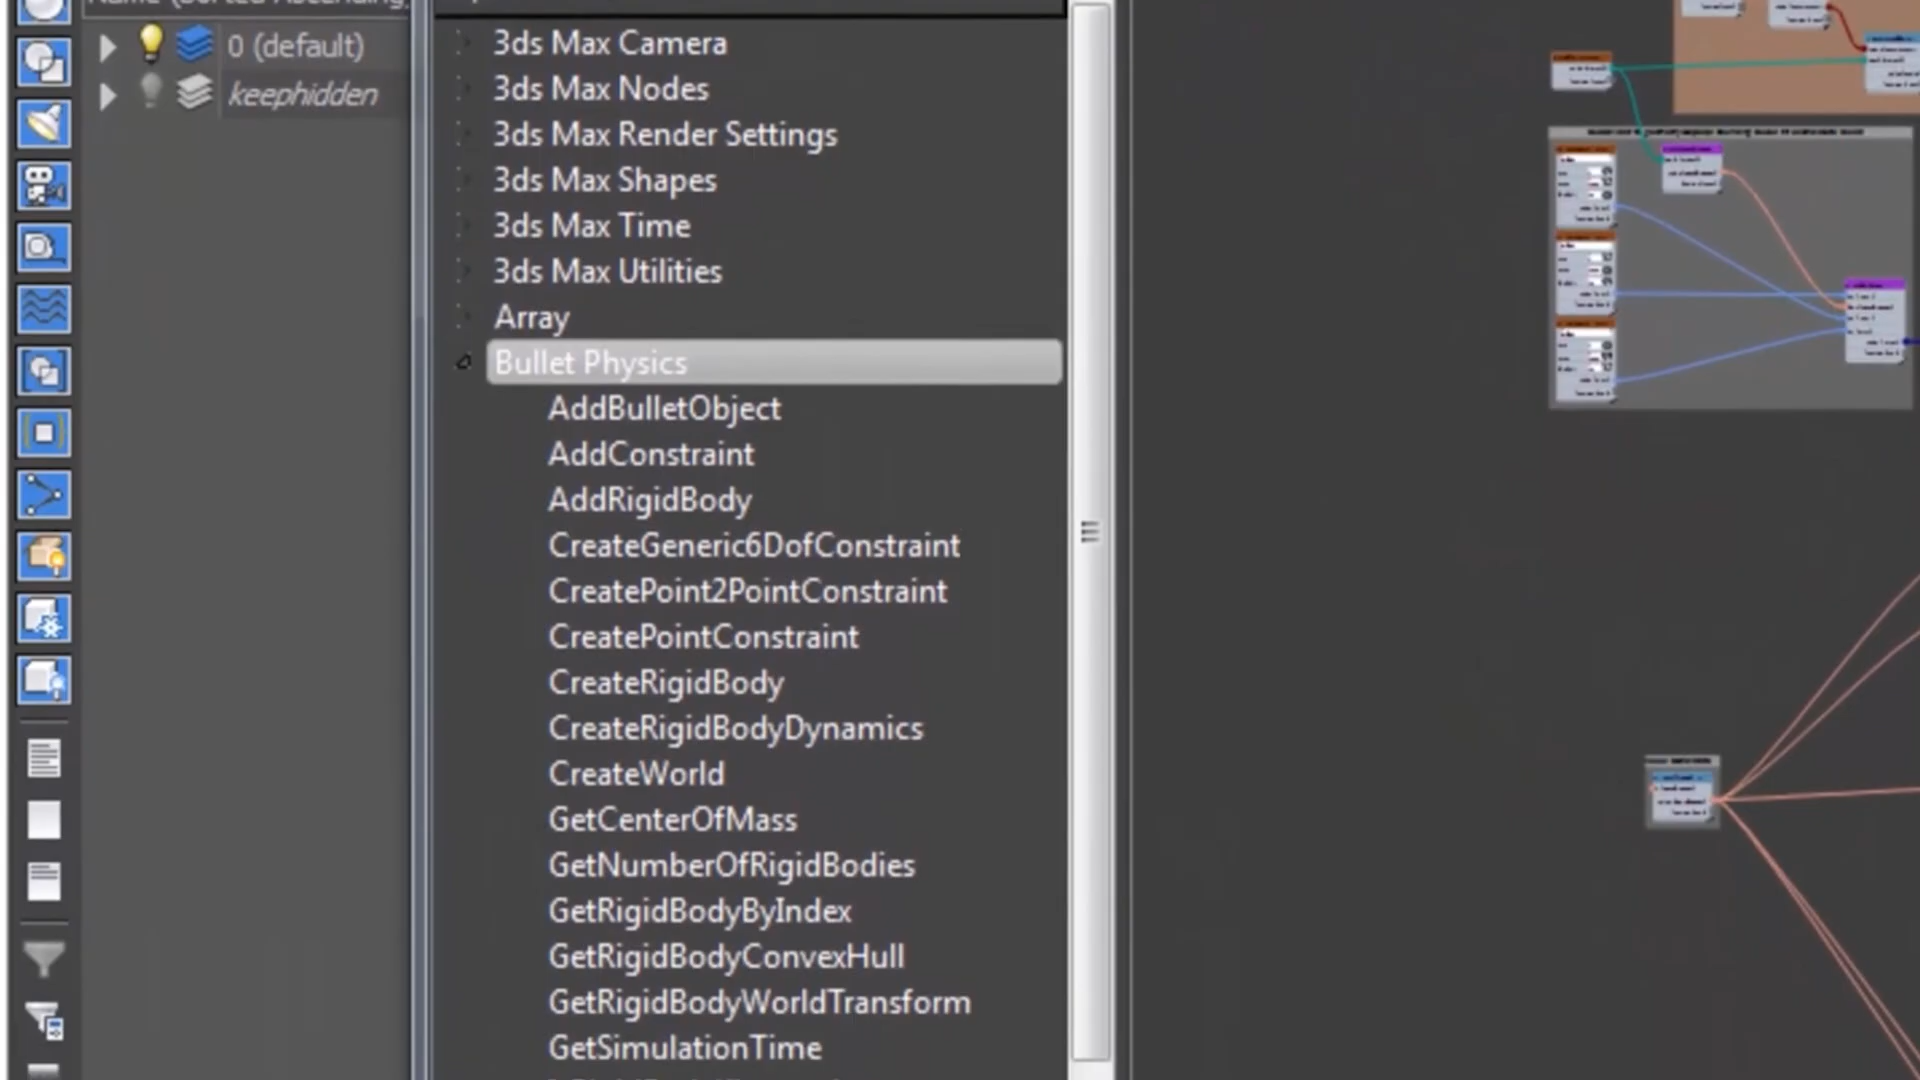 0 (default)
keephidden
3ds Max Camera
3ds Max Nodes
3ds Max Render Settings
3ds Max Shapes
3ds Max Time
3ds Max Utilities
Array
Bullet Physics
AddBulletObject
AddConstraint
AddRigidBody
CreateGeneric6DofConstraint
CreatePoint2PointConstraint
CreatePointConstraint
CreateRigidBody
CreateRigidBodyDynamics
CreateWorld
GetCenterOfMass
GetNumberOfRigidBodies
GetRigidBodyByIndex
GetRigidBodyConvexHull
GetRigidBodyWorldTransform
GetSimulationTime